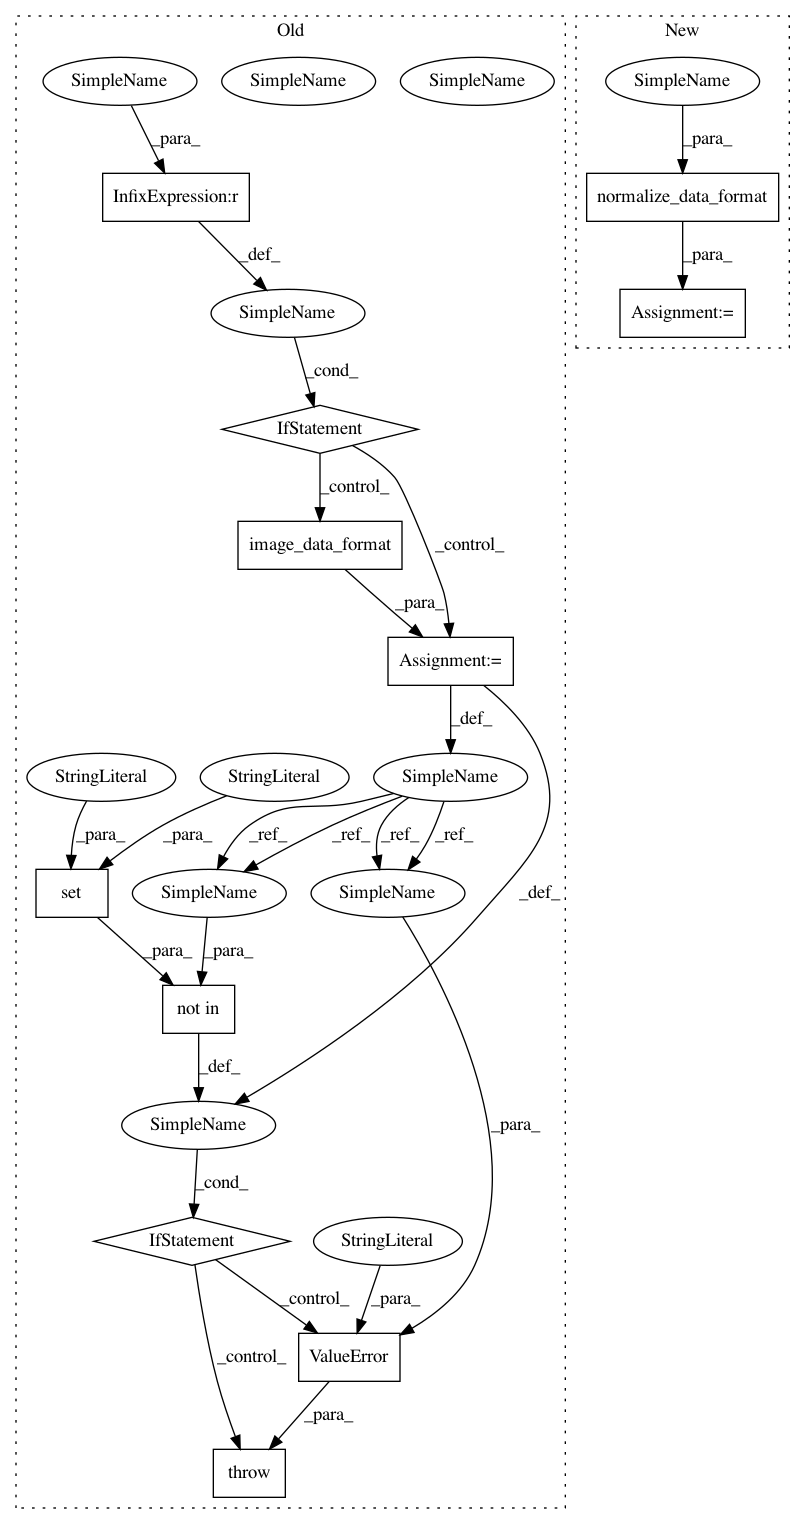 Old
New
SimpleName
SimpleName
SimpleName
SimpleName
_para_
_para_
InfixExpression:r
normalize_data_format
_def_
_para_
SimpleName
Assignment:=
_cond_
IfStatement
_control_
_control_
image_data_format
_para_
Assignment:=
_def_
StringLiteral
StringLiteral
SimpleName
_para_
_para_
_ref_
_ref_
_ref_
_ref_
set
SimpleName
SimpleName
_def_
_para_
_para_
not in
_def_
SimpleName
_para_
_cond_
IfStatement
StringLiteral
_control_
_para_
_control_
ValueError
_para_
throw